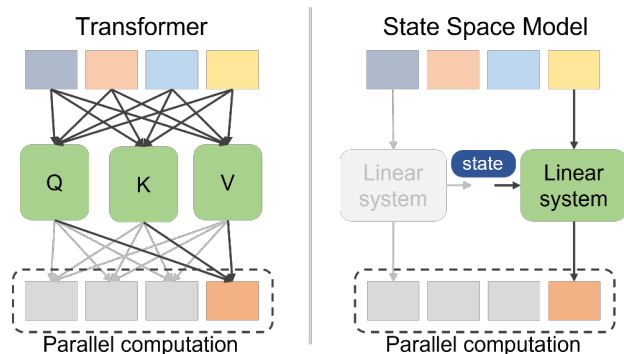 Transformer
Q
K
V
Parallel computation
State Space Model
Linear
system
state
Linear
system
Parallel computation